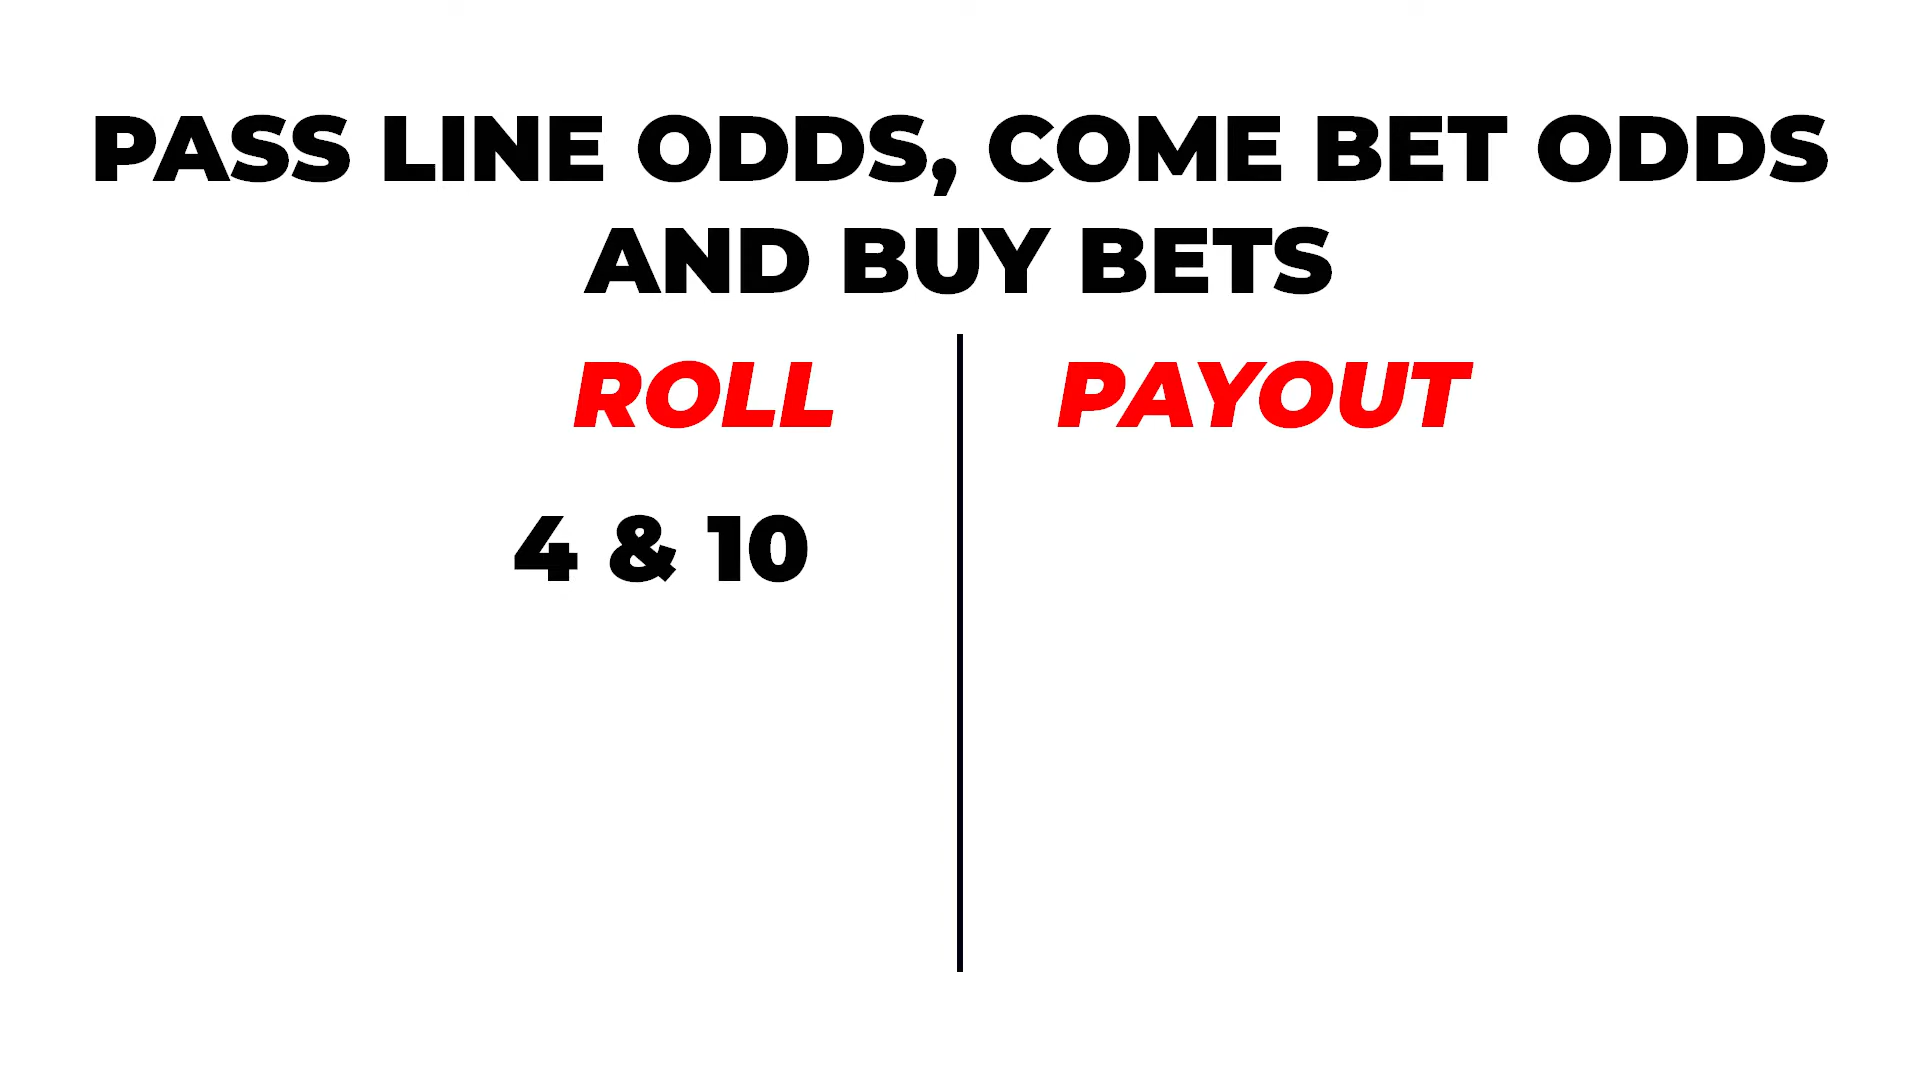 PASS LINE ODDS, COME BET ODDS
AND BUY BETS
ROLL
PAYOUT
4 & 10